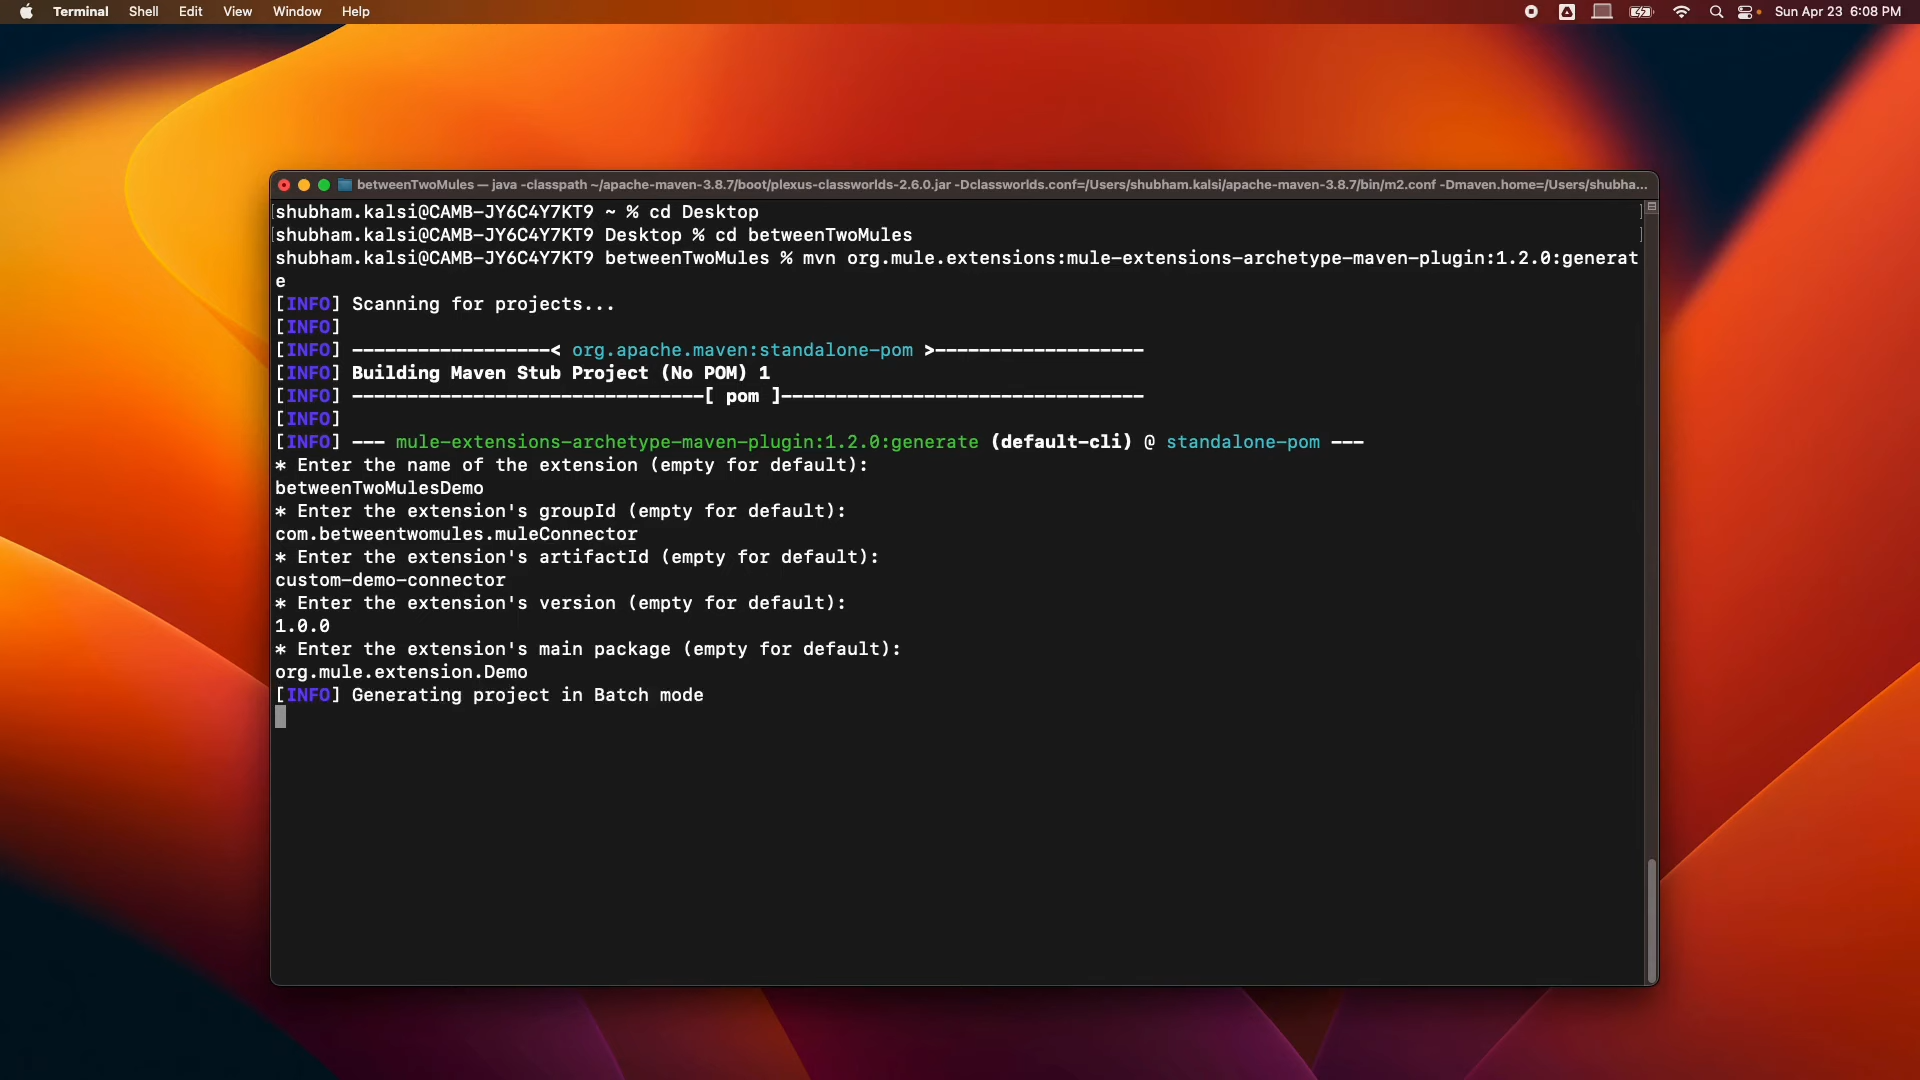 Terminal Shell Edit View Window Help Sun Apr 23 6:08 PM
betweenTwoMules — java -classpath ~/apache-maven-3.8.7/boot/plexus-classworlds-2.6.0.jar -Dclassworlds.conf=/Users/shubham.kalsi/apache-maven-3.8.7/bin/m2.conf -Dmaven.home=/Users/shubha...
[shubham.kalsi@CAMB-JY6C4Y7KT9 ~ % cd Desktop ]
[shubham.kalsi@CAMB-JY6C4Y7KT9 Desktop % cd betweenTwoMules ]
shubham.kalsi@CAMB-JY6C4Y7KT9 betweenTwoMules % mvn org.mule.extensions:mule-extensions-archetype-maven-plugin:1.2.0:generat
e
[INFO] Scanning for projects...
[INFO]
[INFO] ------------------< org.apache.maven:standalone-pom >-------------------
[INFO] Building Maven Stub Project (No POM) 1
[INFO] --------------------------------[ pom ]---------------------------------
[INFO]
[INFO] --- mule-extensions-archetype-maven-plugin:1.2.0:generate (default-cli) @ standalone-pom ---
* Enter the name of the extension (empty for default):
betweenTwoMulesDemo
* Enter the extension's groupId (empty for default):
com.betweentwomules.muleConnector
* Enter the extension's artifactId (empty for default):
custom-demo-connector
* Enter the extension's version (empty for default):
1.0.0
* Enter the extension's main package (empty for default):
org.mule.extension.Demo
[INFO] Generating project in Batch mode